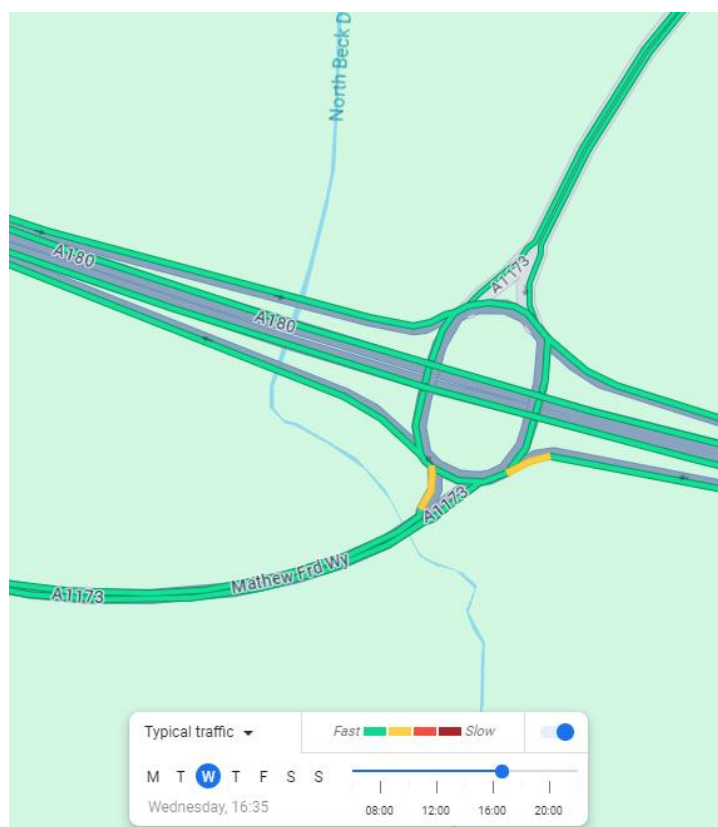 North Beck D
A1173
A180
A180
A1173
Mathew Frd Wy
A1173
Typical traffic
Fast
Slow
M T W T F S S
Wednesday, 16:35
08:00 12:00 16:00 20:00